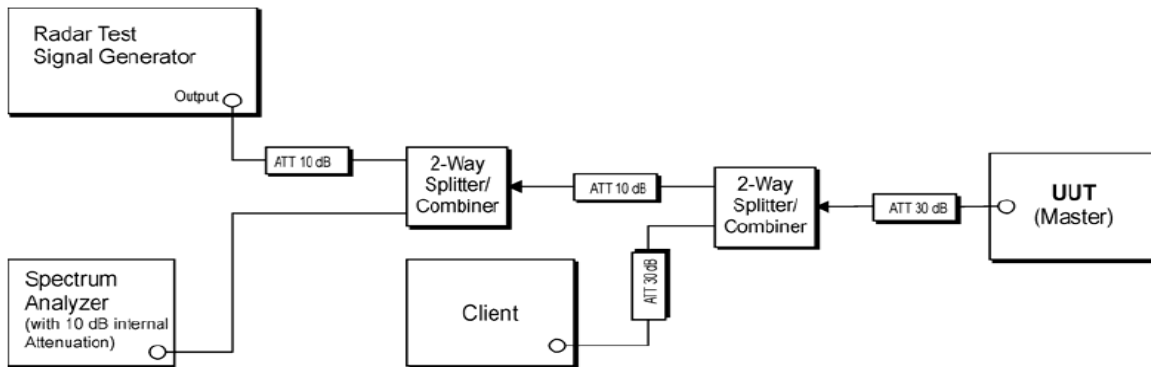 Radar Test
Signal Generator
Output
ATT 10 dB
2-Way
Splitter/
Combiner
ATT 10 dB
2-Way
Splitter/
Combiner
ATT 30 dB
UUT
(Master)
Spectrum
Analyzer
(with 10 dB internal
Attenuation)
Client
ATT 30 dB